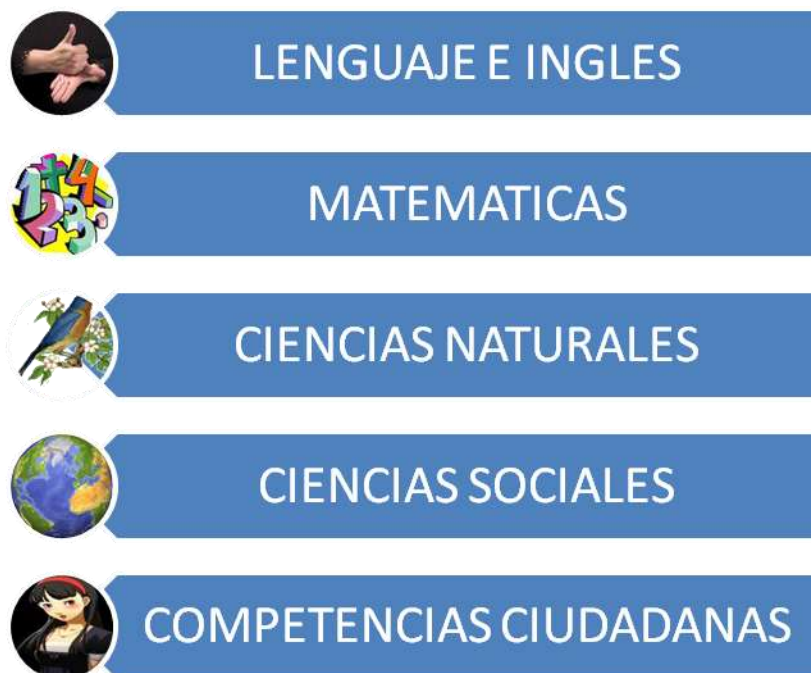 LENGUAJE E INGLES
MATEMATICAS
CIENCIAS NATURALES
CIENCIAS SOCIALES
COMPETENCIAS CIUDADANAS